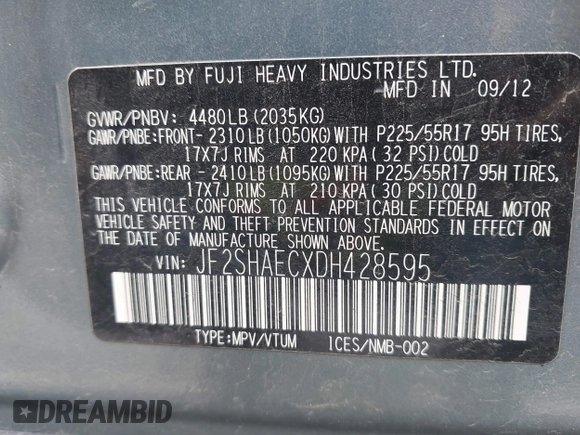 MFD BY FUJI HEAVY INDUSTRIES LTD.
MFD IN 09/12
GVWR/PNBV: 4480LB(2035KG)
GAWR/PNBE:FRONT- 2310LB(1050KG)WITH P225/55R17 95H TIRES,
17X7J RIMS AT 220 KPA(32 PSI)COLD
GAWR/PNBE:REAR - 2410LB(1095KG)WITH P225/55R17 95H TIRES,
17X7J RIMS AT 210 KPA(30 PSI)COLD
THIS VEHICLE CONFORMS TO ALL APPLICABLE FEDERAL MOTOR
VEHICLE SAFETY AND THEFT PREVENTION STANDARDS IN EFFECT ON
THE DATE OF MANUFACTURE SHOWN ABOVE.
VIN: JF2SHAECXDH428595
TYPE:MPV/VTUM ICES/NMB-002
DREAMBID